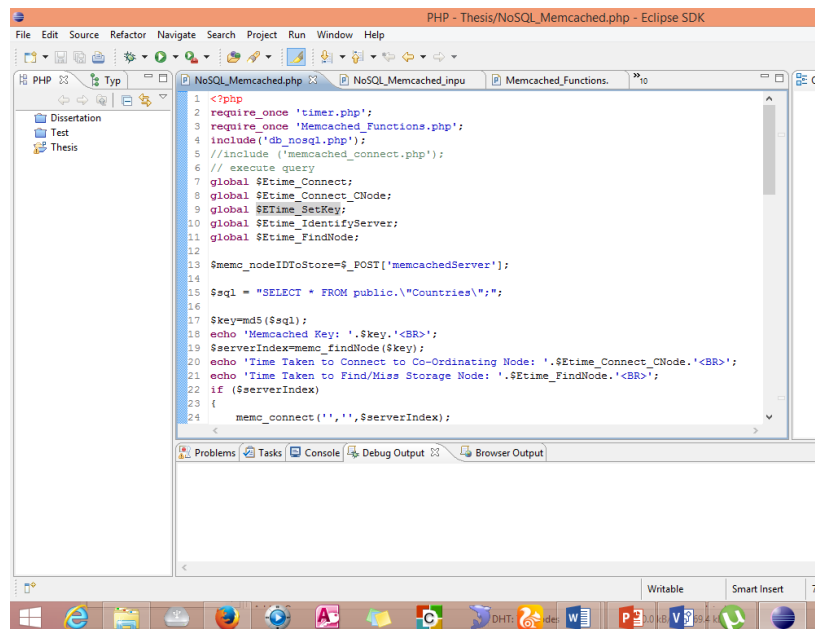 PHP - Thesis/NoSQL_Memcached.php - Eclipse SDK
File Edit Source Refactor Navigate Search Project Run Window Help
PHP Typ
NoSQL_Memcached.php NoSQL_Memcached_inpu Memcached_Functions. »10
Dissertation
Test
Thesis
1 <?php
2 require_once 'timer.php';
3 require_once 'Memcached_Functions.php';
4 include('db_nosql.php');
5 //include ('memcached_connect.php');
6 // execute query
7 global $Etime_Connect;
8 global $Etime_Connect_CNode;
9 global $ETime_SetKey;
10 global $Etime_IdentifyServer;
11 global $Etime_FindNode;
12
13 $memc_nodeIDToStore=$_POST['memcachedServer'];
14
15 $sql = "SELECT * FROM public.\"Countries\";";
16
17 $key=md5($sql);
18 echo 'Memcached Key: '.$key.'<BR>';
19 $serverIndex=memc_findNode($key);
20 echo 'Time Taken to Connect to Co-Ordinating Node: '.$Etime_Connect_CNode.'<BR>';
21 echo 'Time Taken to Find/Miss Storage Node: '.$Etime_FindNode.'<BR>';
22 if ($serverIndex)
23 {
24 memc_connect('','',$serverIndex);
Problems Tasks Console Debug Output Browser Output
Writable Smart Insert 7
DHT: